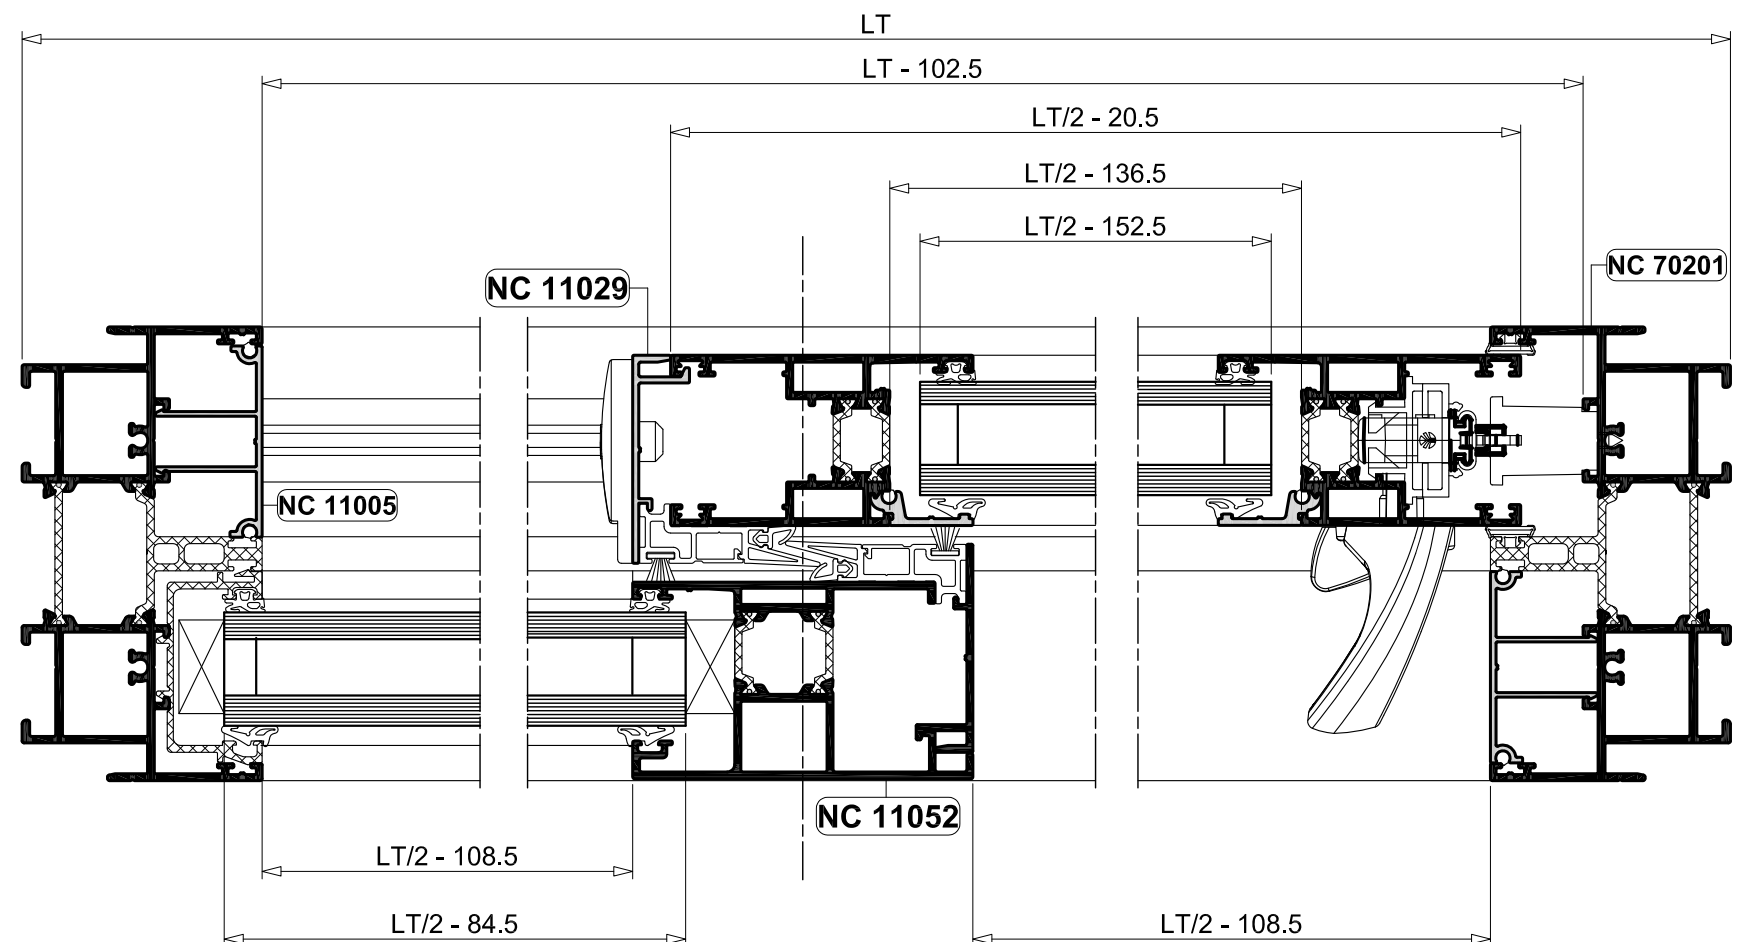 LT
LT - 102.5
LT/2 - 20.5
LT/2 - 136.5
LT/2 - 152.5
NC 70201
NC 11029
NC 11005
NC 11052
LT/2 - 108.5
LT/2 - 84.5
LT/2 - 108.5